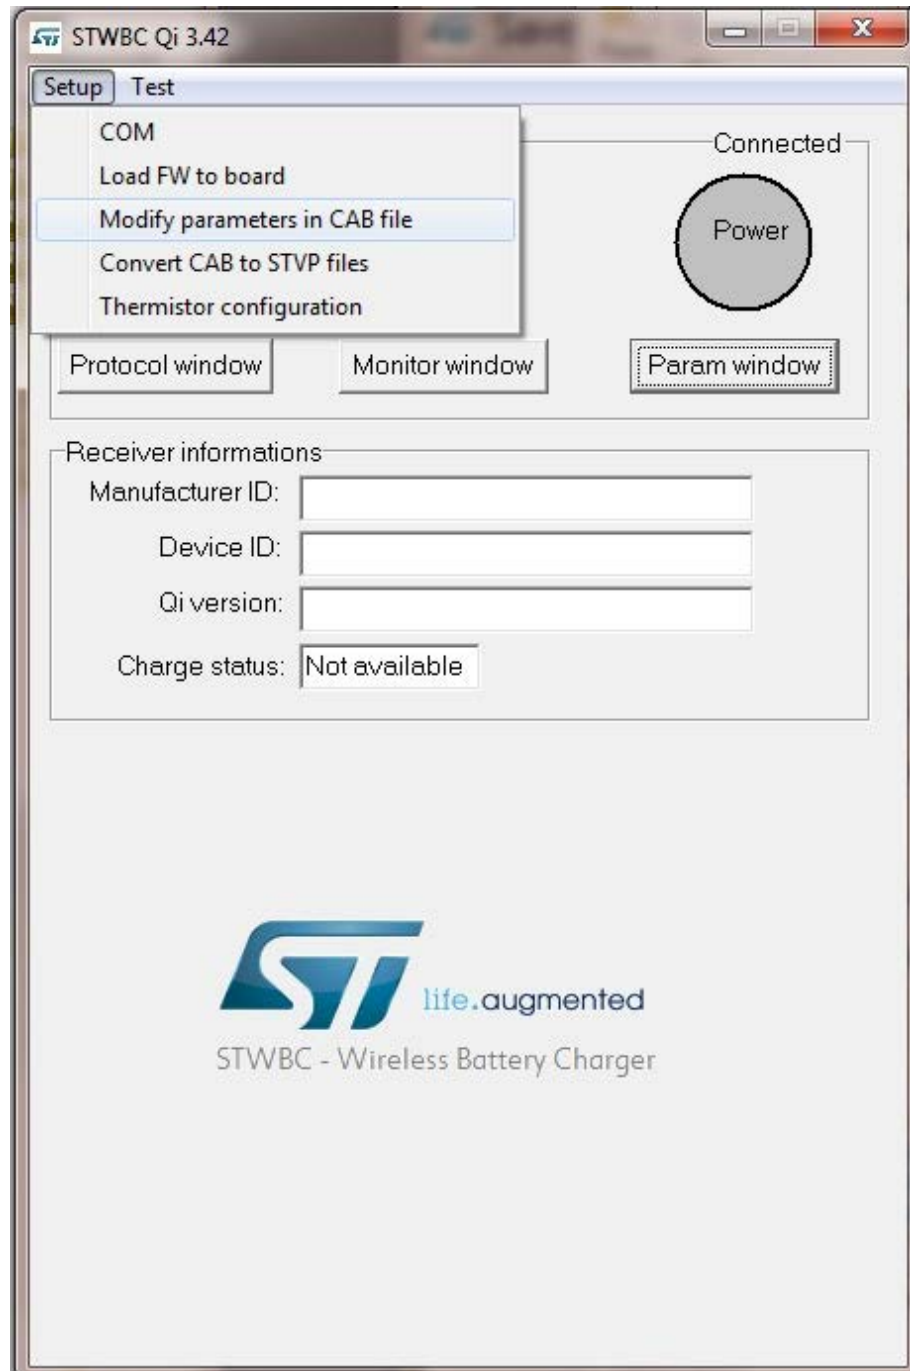 STWBC Qi 3.42
Setup Test
COM
Load FW to board
Modify parameters in CAB file
Convert CAB to STVP files
Thermistor configuration
Connected
Power
Protocol window
Monitor window
Param window
Receiver informations
Manufacturer ID:
Device ID:
Qi version:
Charge status: Not available
ST life.augmented
STWBC - Wireless Battery Charger